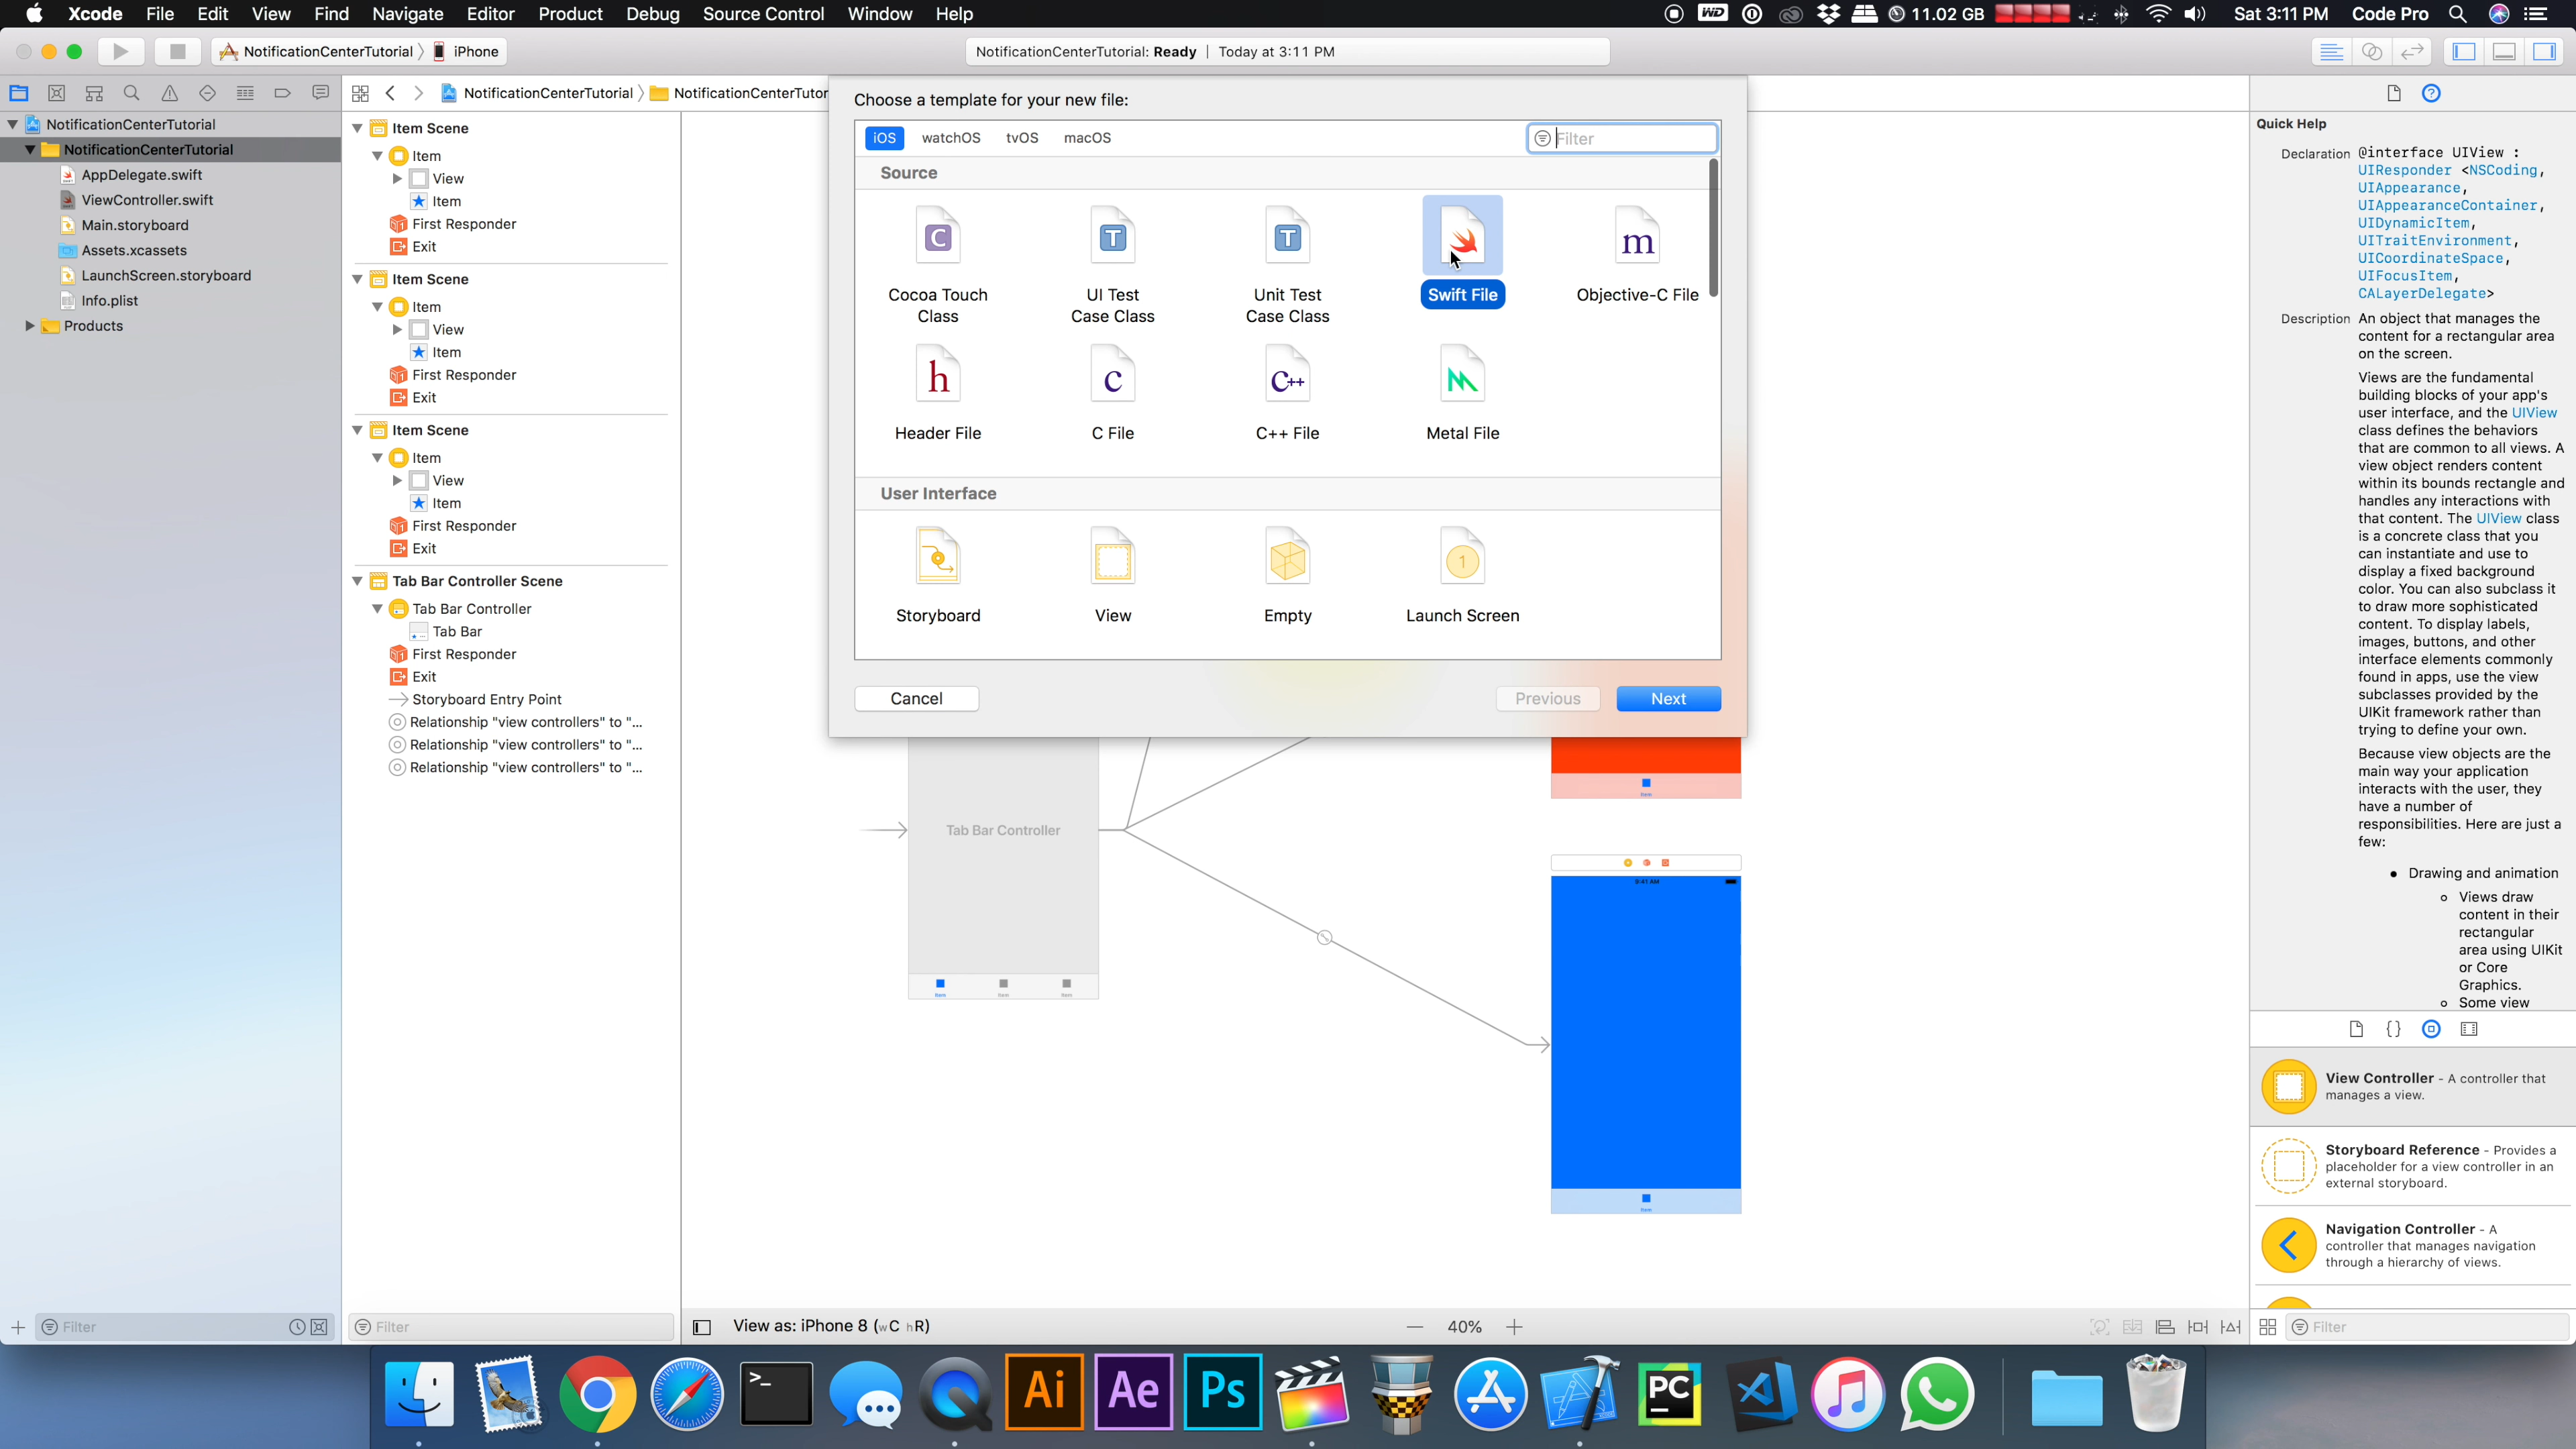 Xcode File Edit View Find Navigate Editor Product Debug Source Control Window Help
WD 11.02 GB Sat 3:11 PM Code Pro
NotificationCenterTutorial iPhone
NotificationCenterTutorial: Ready | Today at 3:11 PM
NotificationCenterTutorial
NotificationCenterTutorial
AppDelegate.swift
ViewController.swift
Main.storyboard
Assets.xcassets
LaunchScreen.storyboard
Info.plist
Products
Filter
NotificationCenterTutorial NotificationCenterTutor
Item Scene
Item
View
Item
First Responder
Exit
Item Scene
Item
View
Item
First Responder
Exit
Item Scene
Item
View
Item
First Responder
Exit
Tab Bar Controller Scene
Tab Bar Controller
Tab Bar
First Responder
Exit
Storyboard Entry Point
Relationship "view controllers" to "...
Relationship "view controllers" to "...
Relationship "view controllers" to "...
Filter
Choose a template for your new file:
iOS watchOS tvOS macOS
Filter
Source
C T T m
Cocoa Touch
Class
UI Test
Case Class
Unit Test
Case Class
Swift File
Objective-C File
h c C++
Header File
C File
C++ File
Metal File
User Interface
1
Storyboard
View
Empty
Launch Screen
Cancel Previous Next
Tab Bar Controller
Item Item Item
Item
9:41 AM
Item
View as: iPhone 8 (wC hR)
40%
Quick Help
Declaration @interface UIView :
UIResponder <NSCoding,
UIAppearance,
UIAppearanceContainer,
UIDynamicItem,
UITraitEnvironment,
UICoordinateSpace,
UIFocusItem,
CALayerDelegate>
Description An object that manages the
content for a rectangular area
on the screen.
Views are the fundamental
building blocks of your app's
user interface, and the UIView
class defines the behaviors
that are common to all views. A
view object renders content
within its bounds rectangle and
handles any interactions with
that content. The UIView class
is a concrete class that you
can instantiate and use to
display a fixed background
color. You can also subclass it
to draw more sophisticated
content. To display labels,
images, buttons, and other
interface elements commonly
found in apps, use the view
subclasses provided by the
UIKit framework rather than
trying to define your own.
Because view objects are the
main way your application
interacts with the user, they
have a number of
responsibilities. Here are just a
few:
• Drawing and animation
Views draw
content in their
rectangular
area using UIKit
or Core
Graphics.
Some view
{}
View Controller - A controller that
manages a view.
Storyboard Reference - Provides a
placeholder for a view controller in an
external storyboard.
Navigation Controller - A
controller that manages navigation
through a hierarchy of views.
Filter
>_ Ai Ae Ps PC